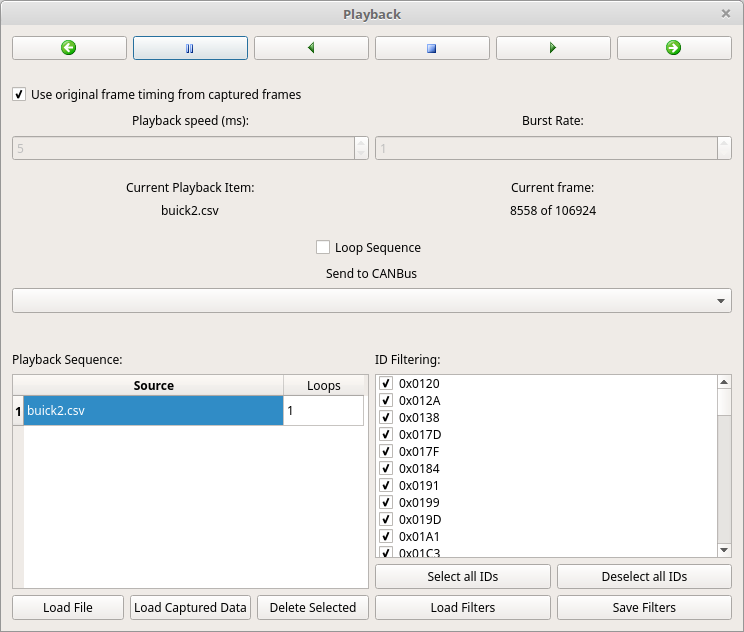 Playback
Use original frame timing from captured frames
Playback speed (ms):
Burst Rate:
5
1
Current Playback Item:
Current frame:
buick2.csv
8558 of 106924
Loop Sequence
Send to CANBus
Playback Sequence:
ID Filtering:
Source
Loops
1
buick2.csv
1
0x0120
0x012A
0x0138
0x017D
0x017F
0x0184
0x0191
0x0199
0x019D
0x01A1
0x01C3
Select all IDs
Deselect all IDs
Load File
Load Captured Data
Delete Selected
Load Filters
Save Filters